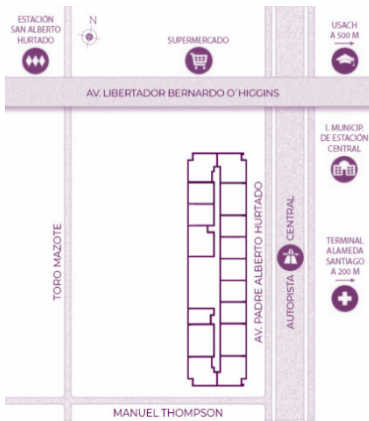 ESTACIÓN
SAN ALBERTO
HURTADO
N
SUPERMERCADO
USACH
A 500 M
AV. LIBERTADOR BERNARDO O´HIGGINS
I. MUNICIP.
DE ESTACIÓN
CENTRAL
TORO MAZOTE
AV. PADRE ALBERTO HURTADO
AUTOPISTA CENTRAL
TERMINAL
ALAMEDA
SANTIAGO
A 200 M
MANUEL THOMPSON